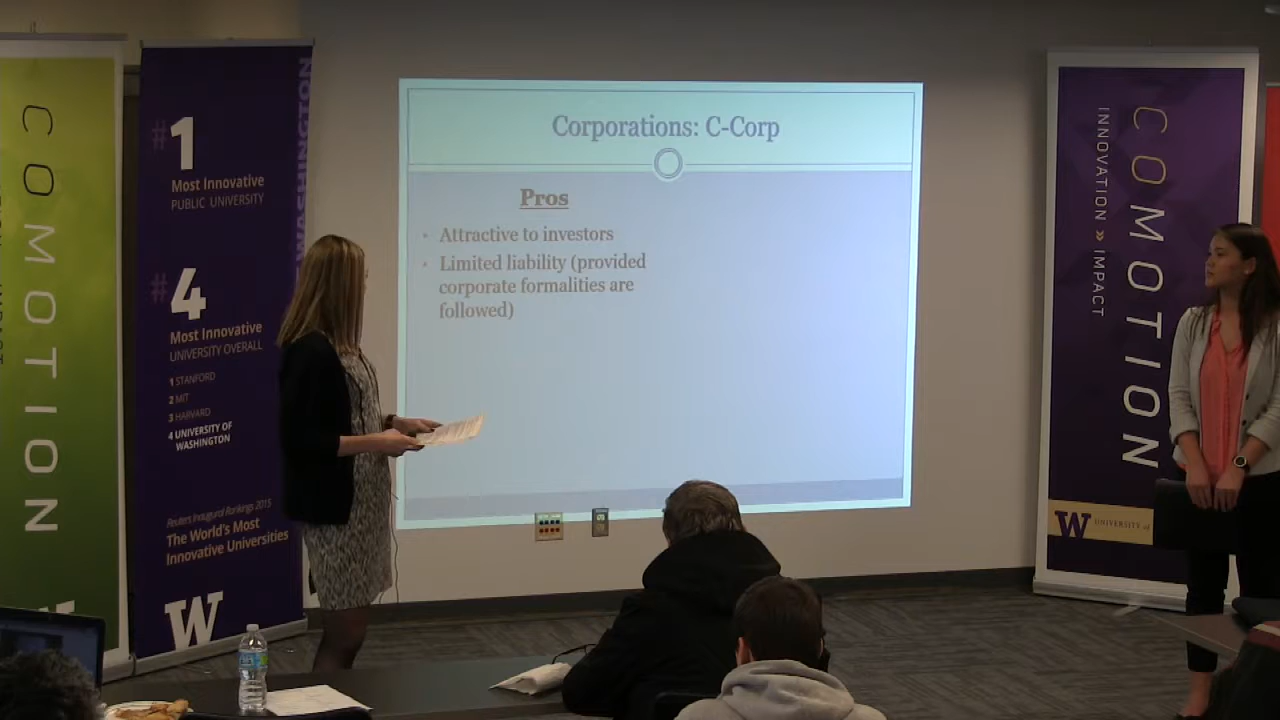 COMOTION
WASHINGTON
#1
Most Innovative
PUBLIC UNIVERSITY
#4
Most Innovative
UNIVERSITY OVERALL
1 STANFORD
2 MIT
3 HARVARD
4 UNIVERSITY OF
WASHINGTON
Reuters Inaugural Rankings 2015
The World's Most
Innovative Universities
W
Corporations: C-Corp
Pros
• Attractive to investors
• Limited liability (provided
corporate formalities are
followed)
COMOTION
INNOVATION » IMPACT
W UNIVERSITY of